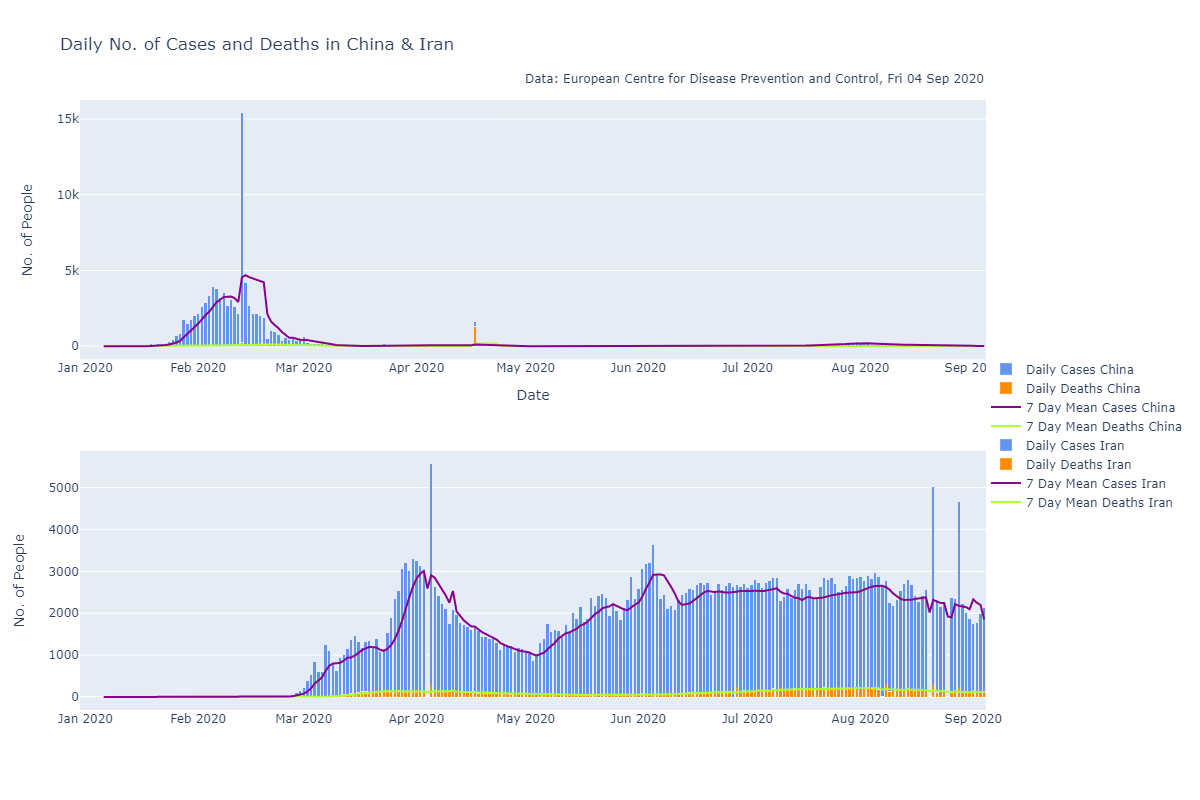 Daily No. of Cases and Deaths in China & Iran
Data: European Centre for Disease Prevention and Control, Fri 04 Sep 2020
15k
10k
5k
0
No. of People
Jan 2020 Feb 2020 Mar 2020 Apr 2020 May 2020 Jun 2020 Jul 2020 Aug 2020 Sep 20
Date
Daily Cases China
Daily Deaths China
7 Day Mean Cases China
7 Day Mean Deaths China
Daily Cases Iran
Daily Deaths Iran
7 Day Mean Cases Iran
7 Day Mean Deaths Iran
5000
4000
3000
2000
1000
0
No. of People
Jan 2020 Feb 2020 Mar 2020 Apr 2020 May 2020 Jun 2020 Jul 2020 Aug 2020 Sep 2020